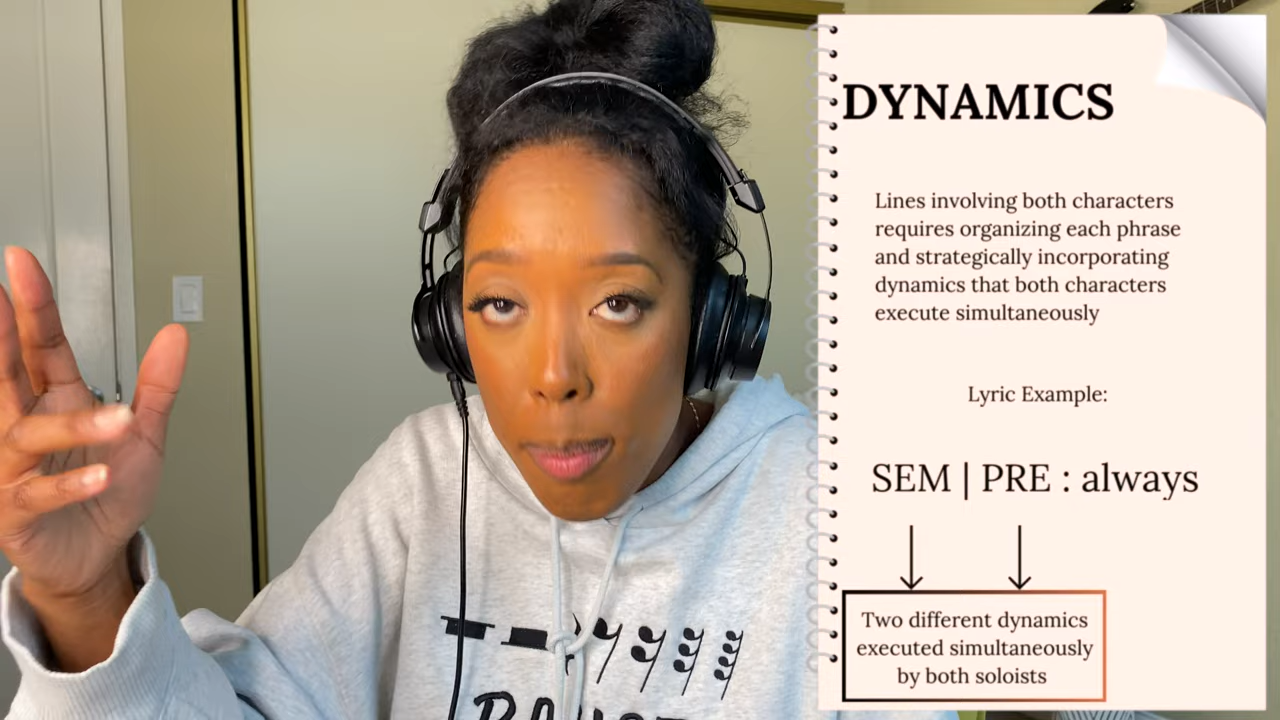 DYNAMICS
Lines involving both characters
requires organizing each phrase
and strategically incorporating
dynamics that both characters
execute simultaneously
Lyric Example:
SEM | PRE : always
Two different dynamics
executed simultaneously
by both soloists